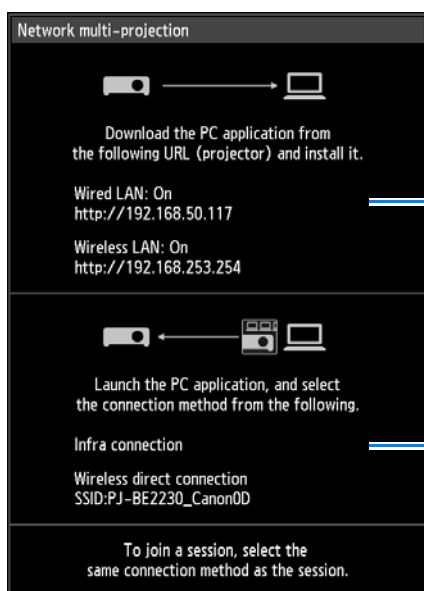 Network multi-projection
Download the PC application from
the following URL (projector) and install it.
Wired LAN: On
http://192.168.50.117
Wireless LAN: On
http://192.168.253.254
Launch the PC application, and select
the connection method from the following.
Infra connection
Wireless direct connection
SSID:PJ-BE2230_Canon0D
To join a session, select the
same connection method as the session.